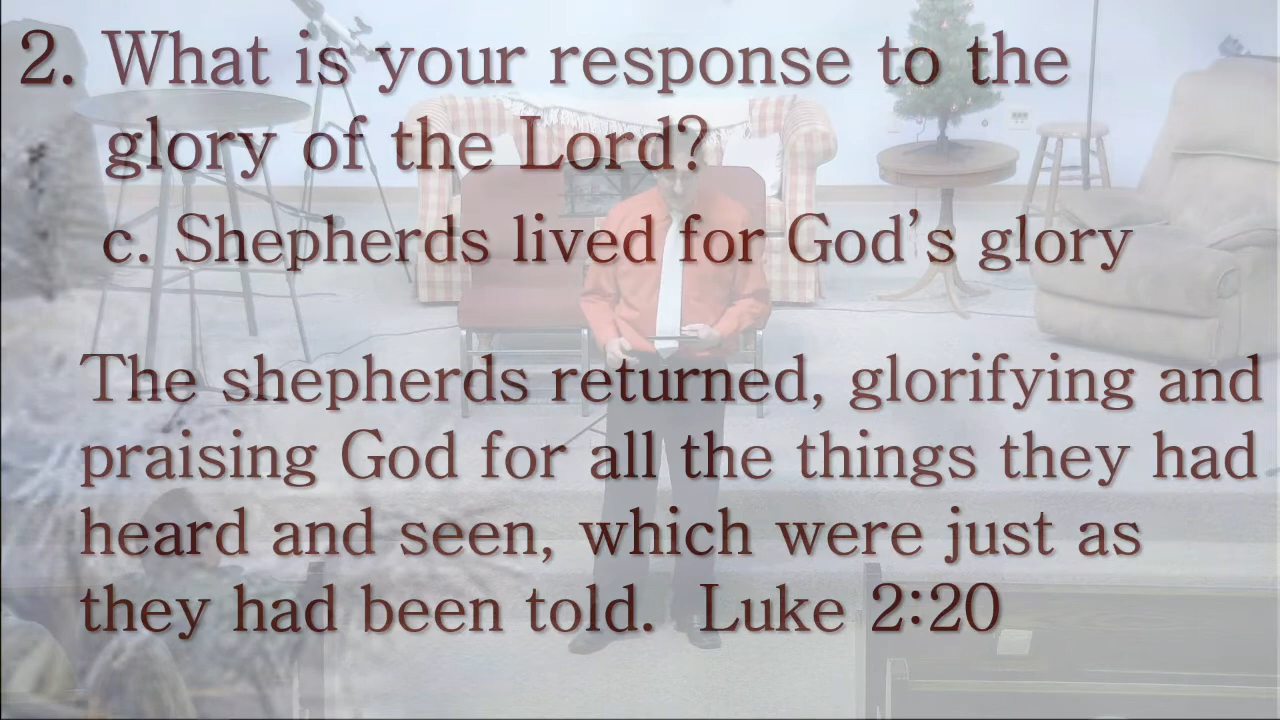 2. What is your response to the
glory of the Lord?
c. Shepherds lived for God's glory
The shepherds returned, glorifying and
praising God for all the things they had
heard and seen, which were just as
they had been told. Luke 2:20